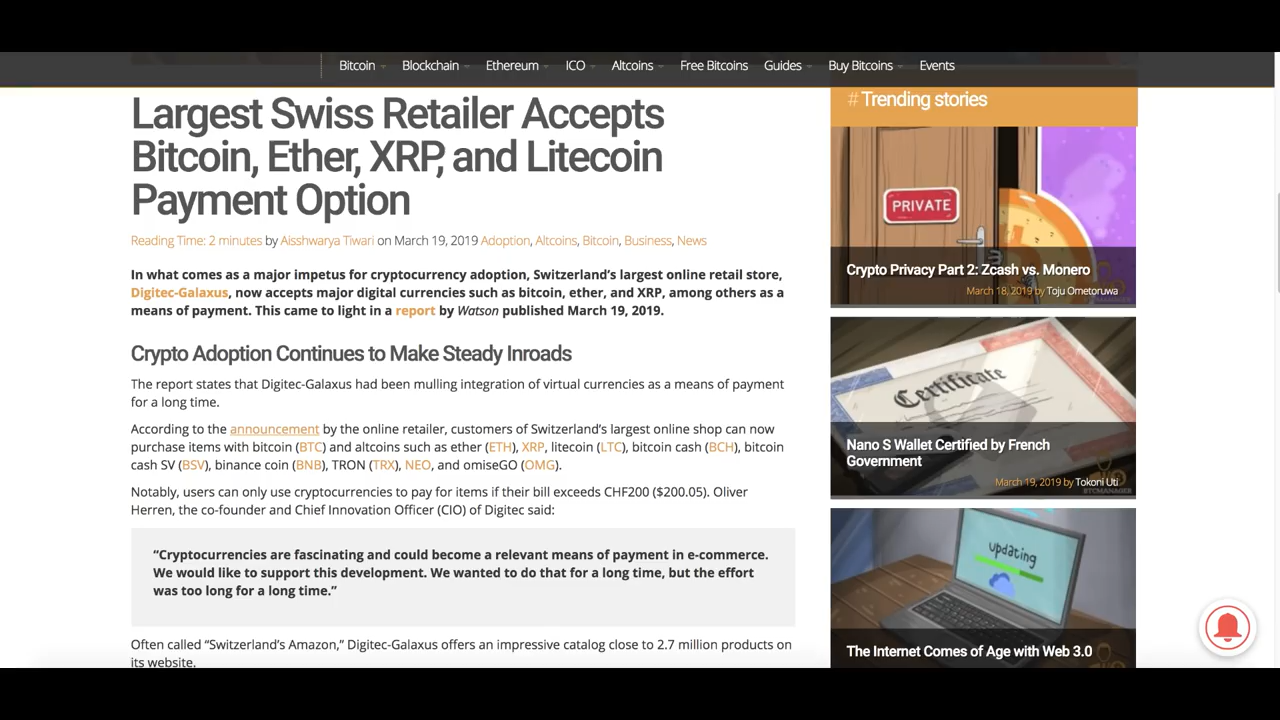 Bitcoin Blockchain Ethereum ICO Altcoins Free Bitcoins Guides Buy Bitcoins Events
Largest Swiss Retailer Accepts
Bitcoin, Ether, XRP, and Litecoin
Payment Option
Reading Time: 2 minutes by Aisshwarya Tiwari on March 19, 2019 Adoption, Altcoins, Bitcoin, Business, News
In what comes as a major impetus for cryptocurrency adoption, Switzerland’s largest online retail store,
Digitec-Galaxus, now accepts major digital currencies such as bitcoin, ether, and XRP, among others as a
means of payment. This came to light in a report by Watson published March 19, 2019.
Crypto Adoption Continues to Make Steady Inroads
The report states that Digitec-Galaxus had been mulling integration of virtual currencies as a means of payment
for a long time.
According to the announcement by the online retailer, customers of Switzerland’s largest online shop can now
purchase items with bitcoin (BTC) and altcoins such as ether (ETH), XRP, litecoin (LTC), bitcoin cash (BCH), bitcoin
cash SV (BSV), binance coin (BNB), TRON (TRX), NEO, and omiseGO (OMG).
Notably, users can only use cryptocurrencies to pay for items if their bill exceeds CHF200 ($200.05). Oliver
Herren, the co-founder and Chief Innovation Officer (CIO) of Digitec said:
“Cryptocurrencies are fascinating and could become a relevant means of payment in e-commerce.
We would like to support this development. We wanted to do that for a long time, but the effort
was too long for a long time.”
Often called “Switzerland’s Amazon,” Digitec-Galaxus offers an impressive catalog close to 2.7 million products on
its website.
# Trending stories
PRIVATE
Crypto Privacy Part 2: Zcash vs. Monero
March 18, 2019 by Toju Ometoruwa
BTCMANAGER
Certificate
Nano S Wallet Certified by French
Government
March 19, 2019 by Tokoni Uti
BTCMANAGER
updating
The Internet Comes of Age with Web 3.0